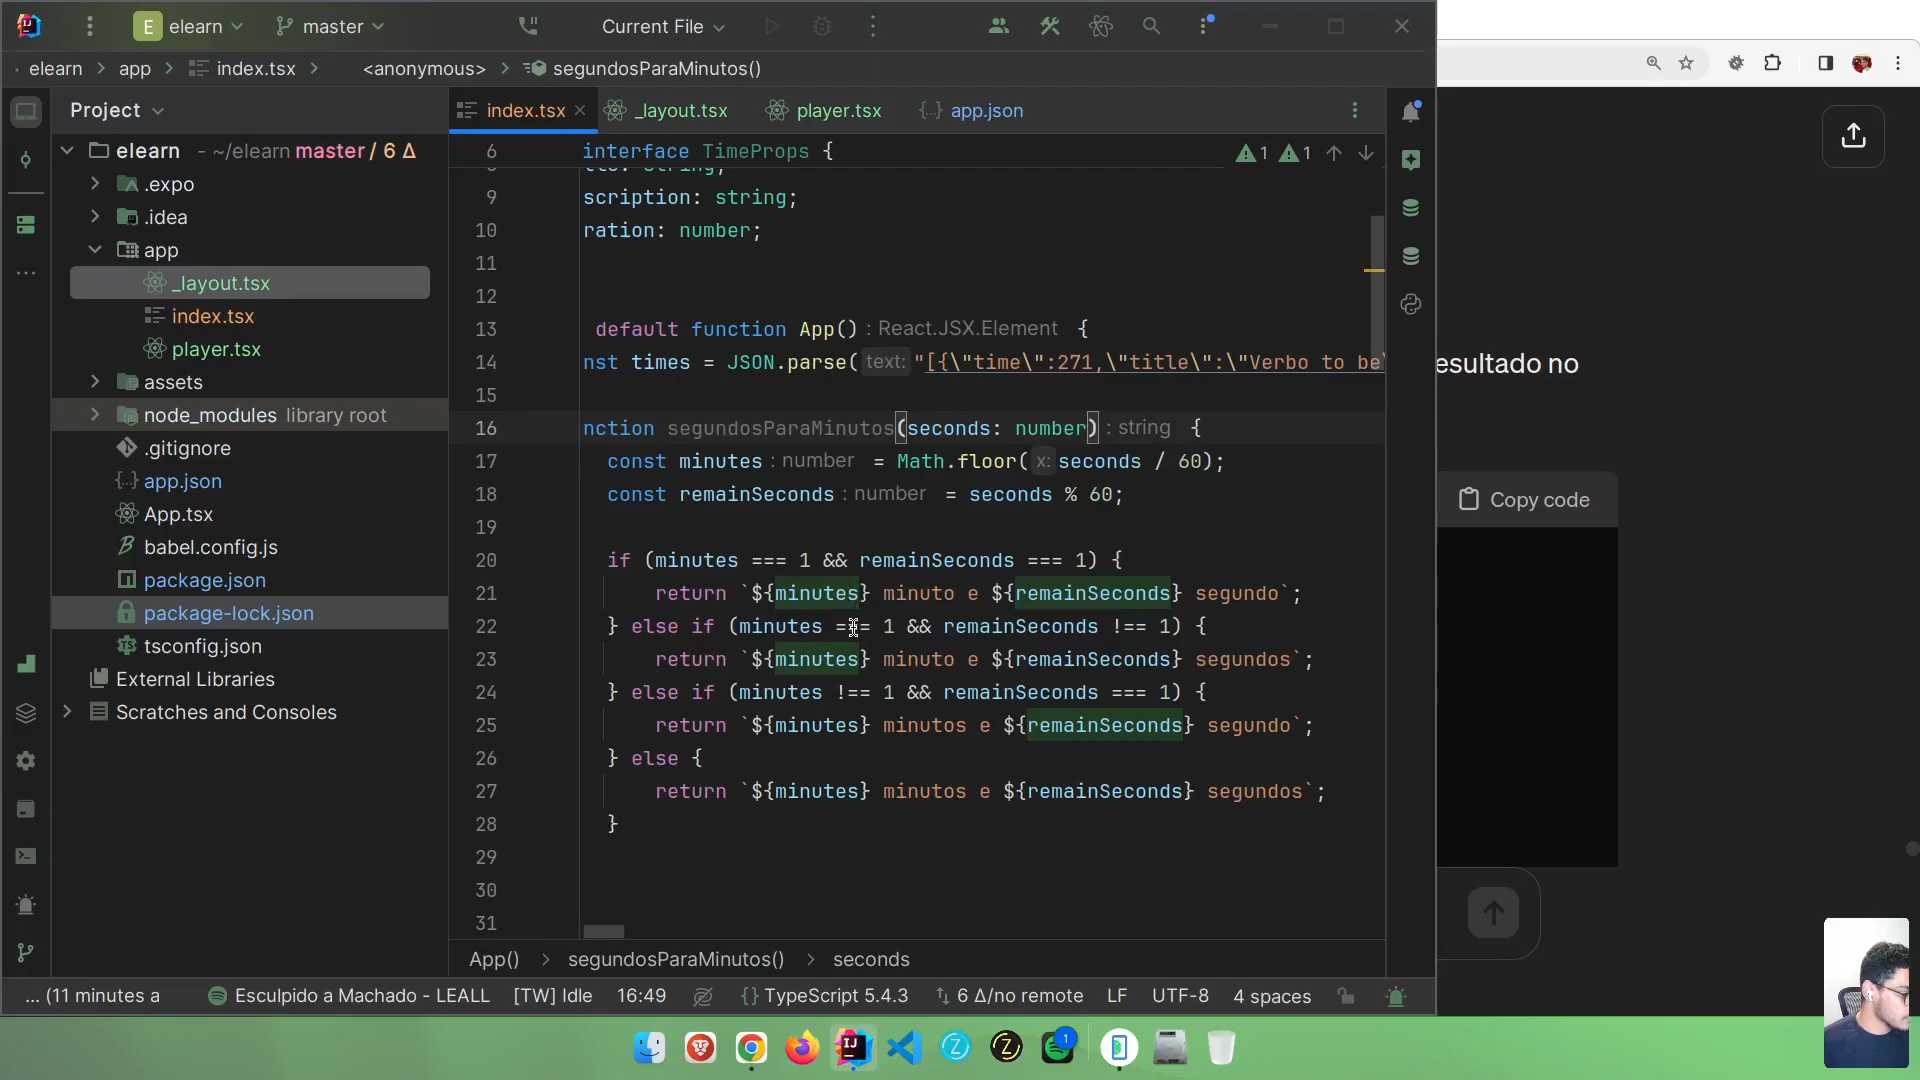 E elearn master Current File
elearn app index.tsx <anonymous> segundosParaMinutos()
Project
index.tsx _layout.tsx player.tsx {} app.json
elearn - ~/elearn master / 6 Δ
.expo
.idea
app
_layout.tsx
index.tsx
player.tsx
assets
node_modules library root
.gitignore
app.json
App.tsx
babel.config.js
package.json
package-lock.json
tsconfig.json
External Libraries
Scratches and Consoles
6 interface TimeProps { 1 1
9 scription: string;
10 ration: number;
11
12
13 default function App() : React.JSX.Element {
14 nst times = JSON.parse( text: "[{\"time\":271,\"title\":\"Verbo to be\
15
16 nction segundosParaMinutos(seconds: number) : string {
17 const minutes : number = Math.floor( x: seconds / 60);
18 const remainSeconds : number = seconds % 60;
19
20 if (minutes === 1 && remainSeconds === 1) {
21 return `${minutes} minuto e ${remainSeconds} segundo`;
22 } else if (minutes === 1 && remainSeconds !== 1) {
23 return `${minutes} minuto e ${remainSeconds} segundos`;
24 } else if (minutes !== 1 && remainSeconds === 1) {
25 return `${minutes} minutos e ${remainSeconds} segundo`;
26 } else {
27 return `${minutes} minutos e ${remainSeconds} segundos`;
28 }
29
30
31
App() > segundosParaMinutos() > seconds
... (11 minutes a Esculpido a Machado - LEALL [TW] Idle 16:49 {} TypeScript 5.4.3 6 Δ/no remote LF UTF-8 4 spaces
esultado no
Copy code
1